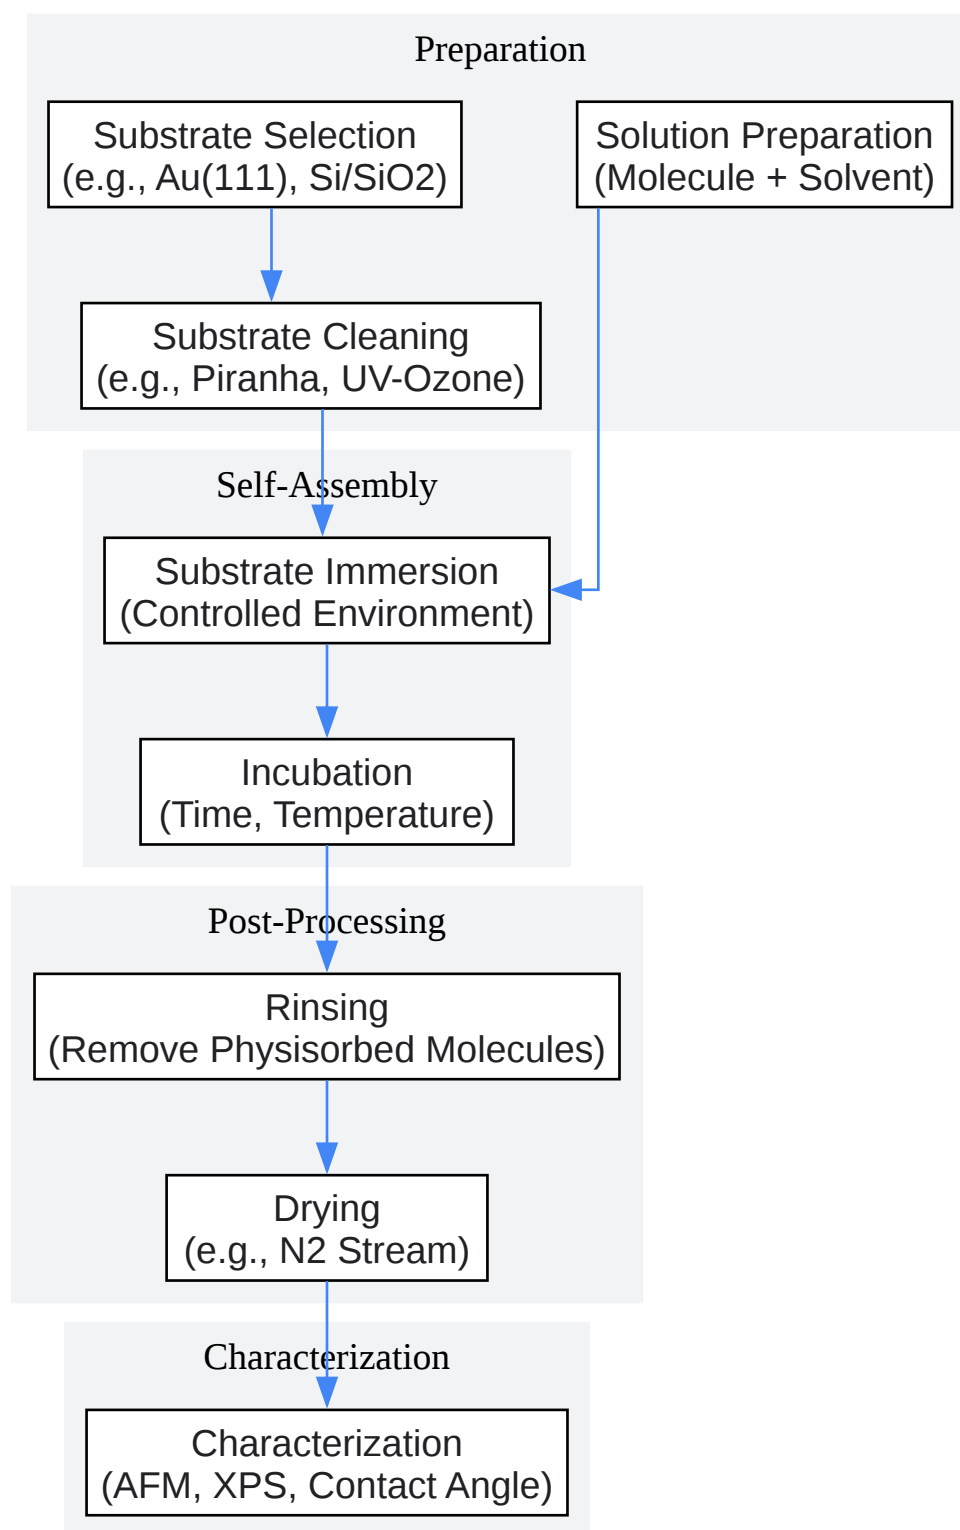 Preparation
Substrate Selection
(e.g., Au(111), Si/SiO2)
Solution Preparation
(Molecule + Solvent)
Substrate Cleaning
(e.g., Piranha, UV-Ozone)
Self-Assembly
Substrate Immersion
(Controlled Environment)
Incubation
(Time, Temperature)
Post-Processing
Rinsing
(Remove Physisorbed Molecules)
Drying
(e.g., N2 Stream)
Characterization
Characterization
(AFM, XPS, Contact Angle)